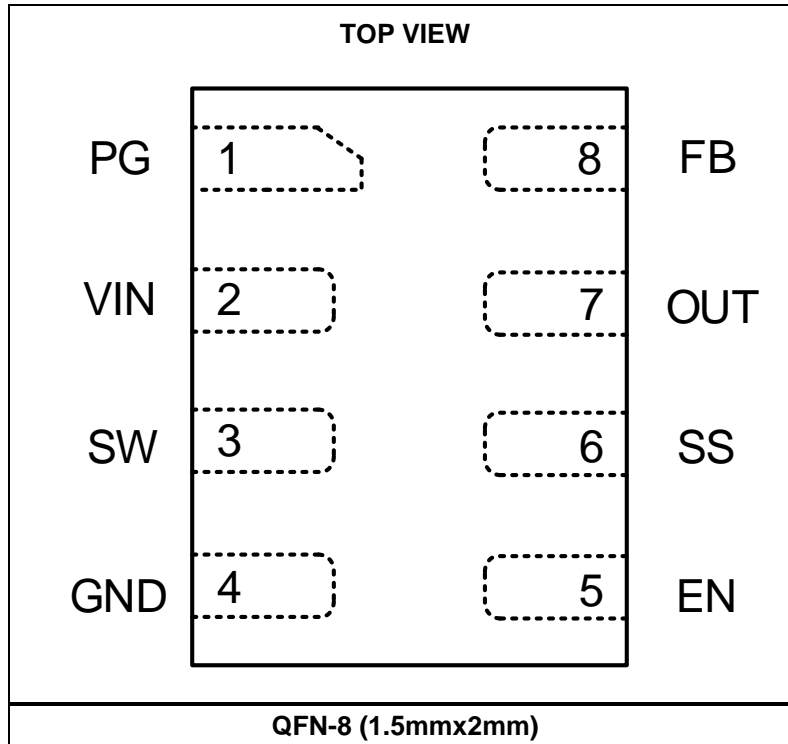 TOP VIEW
PG 1 8 FB
VIN 2 7 OUT
SW 3 6 SS
GND 4 5 EN
QFN-8 (1.5mmx2mm)